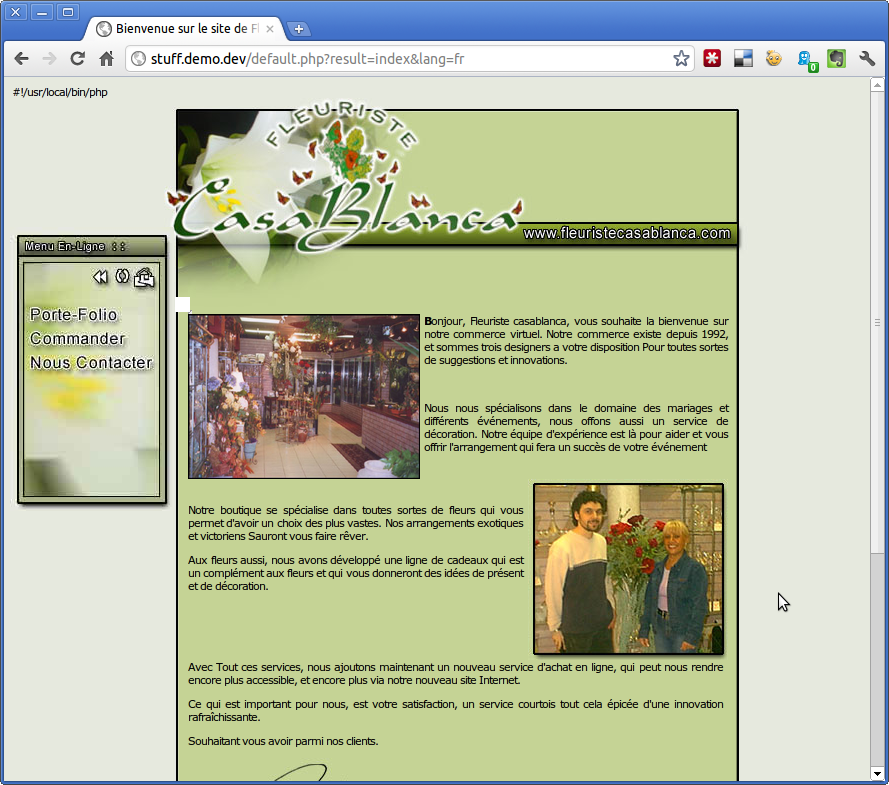 Bienvenue sur le site de Fl
stuff.demo.dev/default.php?result=index&lang=fr
0
#!/usr/local/bin/php
FLEURISTE
CasaBlanca
www.fleuristecasablanca.com
Menu En-Ligne : :
Porte-Folio
Commander
Nous Contacter
Bonjour, Fleuriste casablanca, vous souhaite la bienvenue sur
notre commerce virtuel. Notre commerce existe depuis 1992,
et sommes trois designers a votre disposition Pour toutes sortes
de suggestions et innovations.
Nous nous spécialisons dans le domaine des mariages et
différents événements, nous offons aussi un service de
décoration. Notre équipe d'expérience est là pour aider et vous
offrir l'arrangement qui fera un succès de votre événement
Notre boutique se spécialise dans toutes sortes de fleurs qui vous
permet d'avoir un choix des plus vastes. Nos arrangements exotiques
et victoriens Sauront vous faire rêver.
Aux fleurs aussi, nous avons développé une ligne de cadeaux qui est
un complément aux fleurs et qui vous donneront des idées de présent
et de décoration.
Avec Tout ces services, nous ajoutons maintenant un nouveau service d'achat en ligne, qui peut nous rendre
encore plus accessible, et encore plus via notre nouveau site Internet.
Ce qui est important pour nous, est votre satisfaction, un service courtois tout cela épicée d'une innovation
rafraîchissante.
Souhaitant vous avoir parmi nos clients.